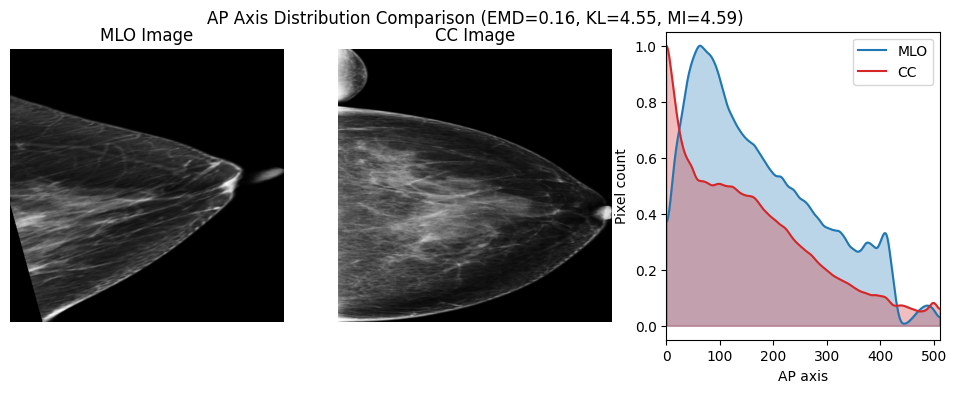 AP Axis Distribution Comparison (EMD=0.16, KL=4.55, MI=4.59)
MLO Image
CC Image
MLO
CC
Pixel count
1.0
0.8
0.6
0.4
0.2
0.0
0 100 200 300 400 500
AP axis